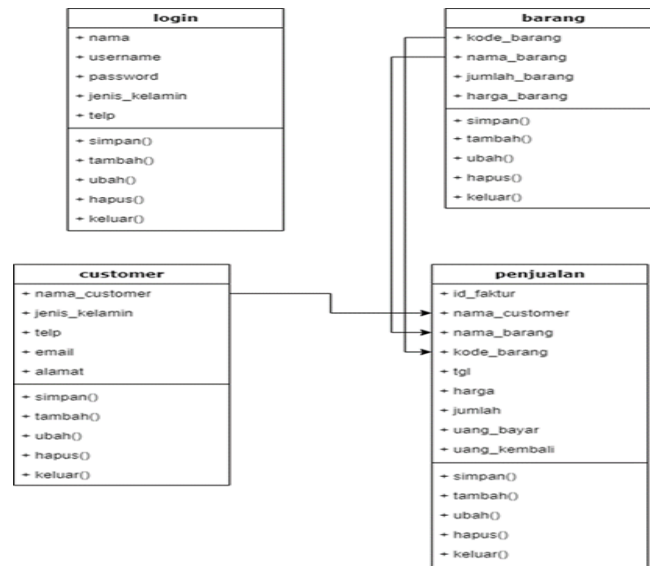 login
+ nama
+ username
+ password
+ jenis_kelamin
+ telp
+ simpan()
+ tambah()
+ ubah()
+ hapus()
+ keluar()
barang
+ kode_barang
+ nama_barang
+ jumlah_barang
+ harga_barang
+ simpan()
+ tambah()
+ ubah()
+ hapus()
+ keluar()
customer
+ nama_customer
+ jenis_kelamin
+ telp
+ email
+ alamat
+ simpan()
+ tambah()
+ ubah()
+ hapus()
+ keluar()
penjualan
+ id_faktur
+ nama_customer
+ nama_barang
+ kode_barang
+ tgl
+ harga
+ jumlah
+ uang_bayar
+ uang_kembali
+ simpan()
+ tambah()
+ ubah()
+ hapus()
+ keluar()